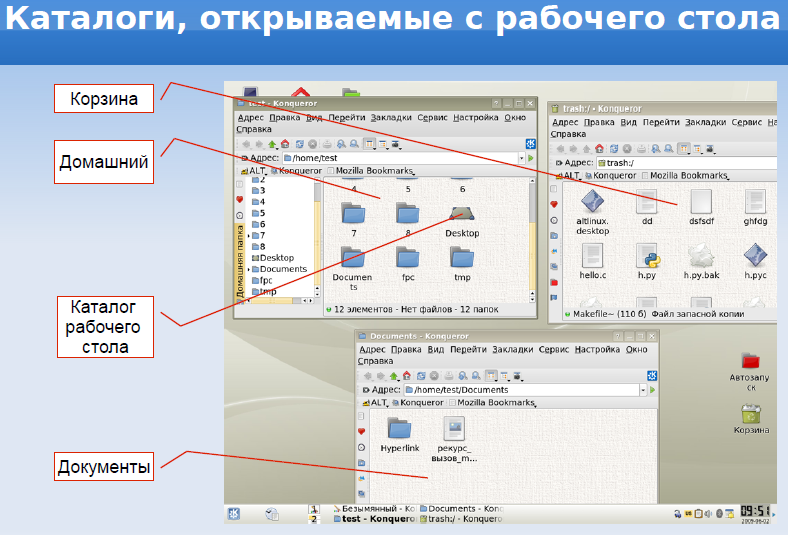 Каталоги, открываемые с рабочего стола
Корзина
Домашний
Каталог
рабочего
стола
Документы
test - Konqueror
Адрес Правка Вид Перейти Закладки Сервис Настройка Окно
Справка
Адрес: /home/test
ALT Konqueror Mozilla Bookmarks
Домашняя папка
2
3
4
5
6
7
8
Desktop
Documents
fpc
tmp
4 5 6
7 8 Desktop
Documen
ts
fpc tmp
12 элементов - Нет файлов - 12 папок
trash:/ - Konqueror
Адрес Правка Вид Перейти Закладки Сервис Н
Справка
Адрес: trash:/
ALT Konqueror Mozilla Bookmarks
altlinux.
desktop
dd dsfsdf ghfdg
hello.c h.py h.py.bak h.pyc
Makefile~ (110 б) Файл запасной копии
Documents - Konqueror
Адрес Правка Вид Перейти Закладки Сервис Настройка Окно
Справка
Адрес: /home/test/Documents
ALT Konqueror Mozilla Bookmarks
Hyperlink
рекурс_
вызов_m...
Автозапу
ск
Корзина
1 Безымянный - Ko Documents - Konq
2 test - Konquero trash:/ - Konquero
09:51
2009-06-02